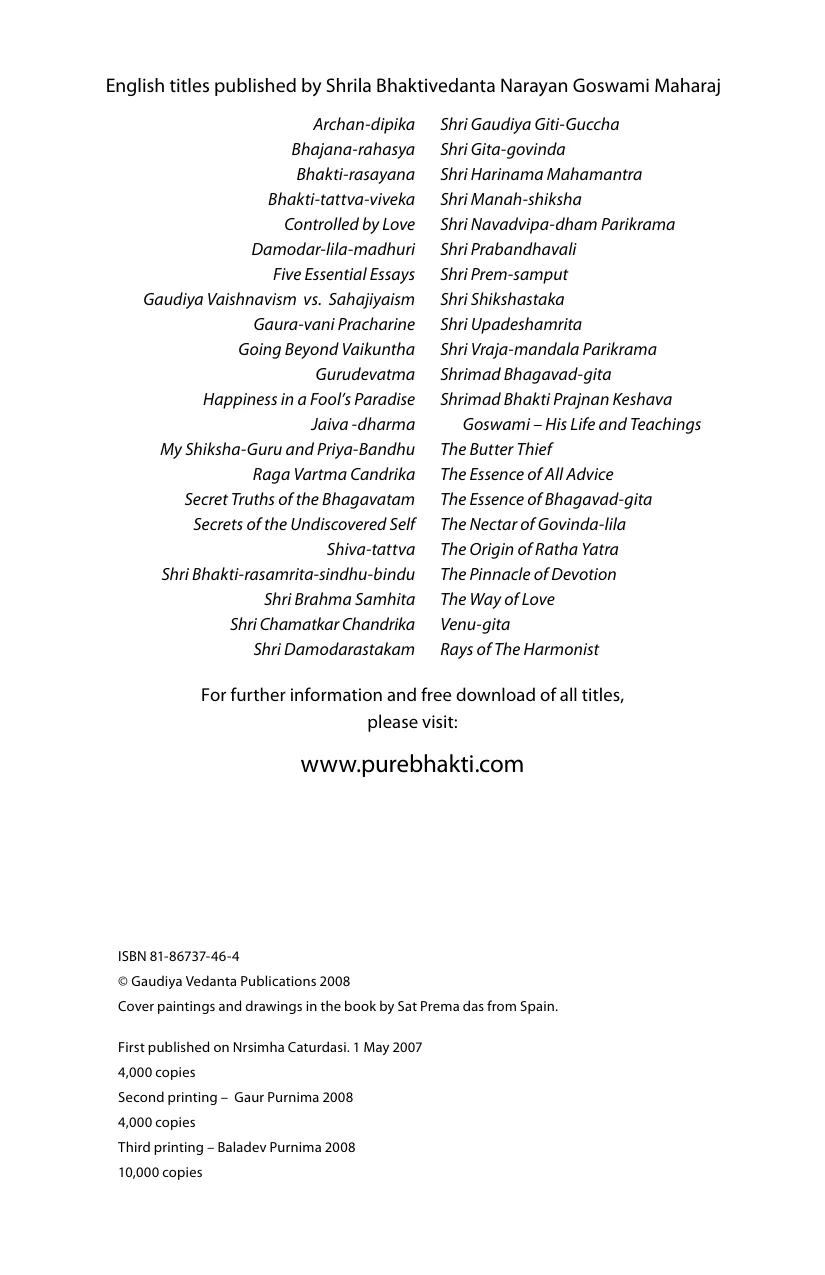 English titles published by Shrila Bhaktivedanta Narayan Goswami Maharaj
Archan-dipika
Bhajana-rahasya
Bhakti-rasayana
Bhakti-tattva-viveka
Controlled by Love
Damodar-lila-madhuri
Five Essential Essays
Gaudiya Vaishnavism vs. Sahajiyaism
Gaura-vani Pracharine
Going Beyond Vaikuntha
Gurudevatma
Happiness in a Fool’s Paradise
Jaiva -dharma
My Shiksha-Guru and Priya-Bandhu
Raga Vartma Candrika
Secret Truths of the Bhagavatam
Secrets of the Undiscovered Self
Shiva-tattva
Shri Bhakti-rasamrita-sindhu-bindu
Shri Brahma Samhita
Shri Chamatkar Chandrika
Shri Damodarastakam
Shri Gaudiya Giti-Guccha
Shri Gita-govinda
Shri Harinama Mahamantra
Shri Manah-shiksha
Shri Navadvipa-dham Parikrama
Shri Prabandhavali
Shri Prem-samput
Shri Shikshastaka
Shri Upadeshamrita
Shri Vraja-mandala Parikrama
Shrimad Bhagavad-gita
Shrimad Bhakti Prajnan Keshava
Goswami – His Life and Teachings
The Butter Thief
The Essence of All Advice
The Essence of Bhagavad-gita
The Nectar of Govinda-lila
The Origin of Ratha Yatra
The Pinnacle of Devotion
The Way of Love
Venu-gita
Rays of The Harmonist
For further information and free download of all titles,
please visit:
www.purebhakti.com
ISBN 81-86737-46-4
© Gaudiya Vedanta Publications 2008
Cover paintings and drawings in the book by Sat Prema das from Spain.
First published on Nrsimha Caturdasi. 1 May 2007
4,000 copies
Second printing – Gaur Purnima 2008
4,000 copies
Third printing – Baladev Purnima 2008
10,000 copies